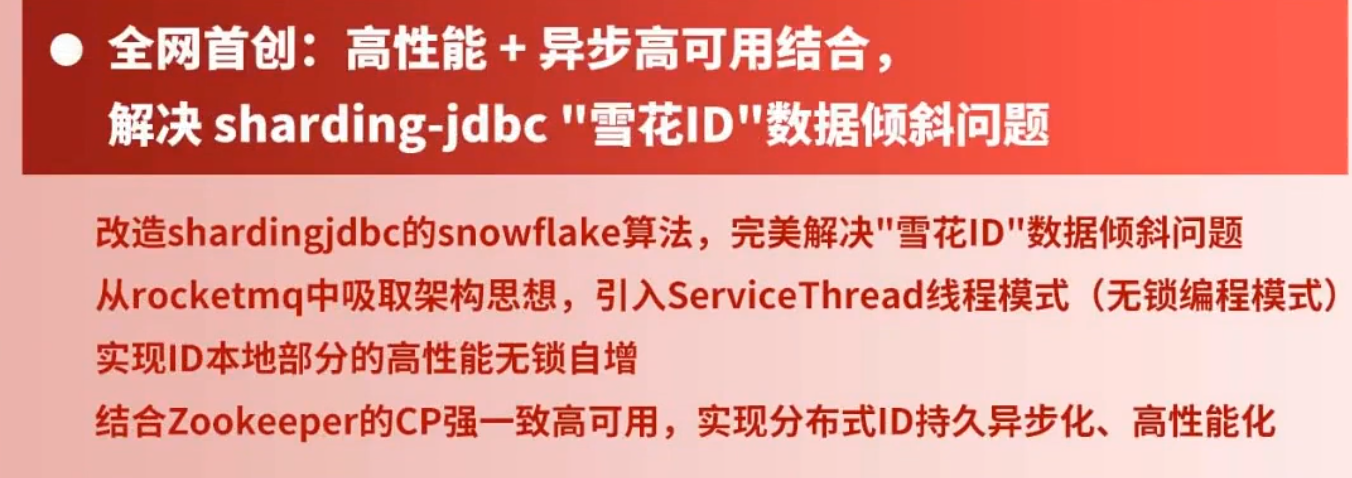 全网首创：高性能 + 异步高可用结合，
解决 sharding-jdbc "雪花ID"数据倾斜问题
改造shardingjdbc的snowflake算法，完美解决"雪花ID"数据倾斜问题
从rocketmq中吸取架构思想，引入ServiceThread线程模式（无锁编程模式）
实现ID本地部分的高性能无锁自增
结合Zookeeper的CP强一致高可用，实现分布式ID持久异步化、高性能化